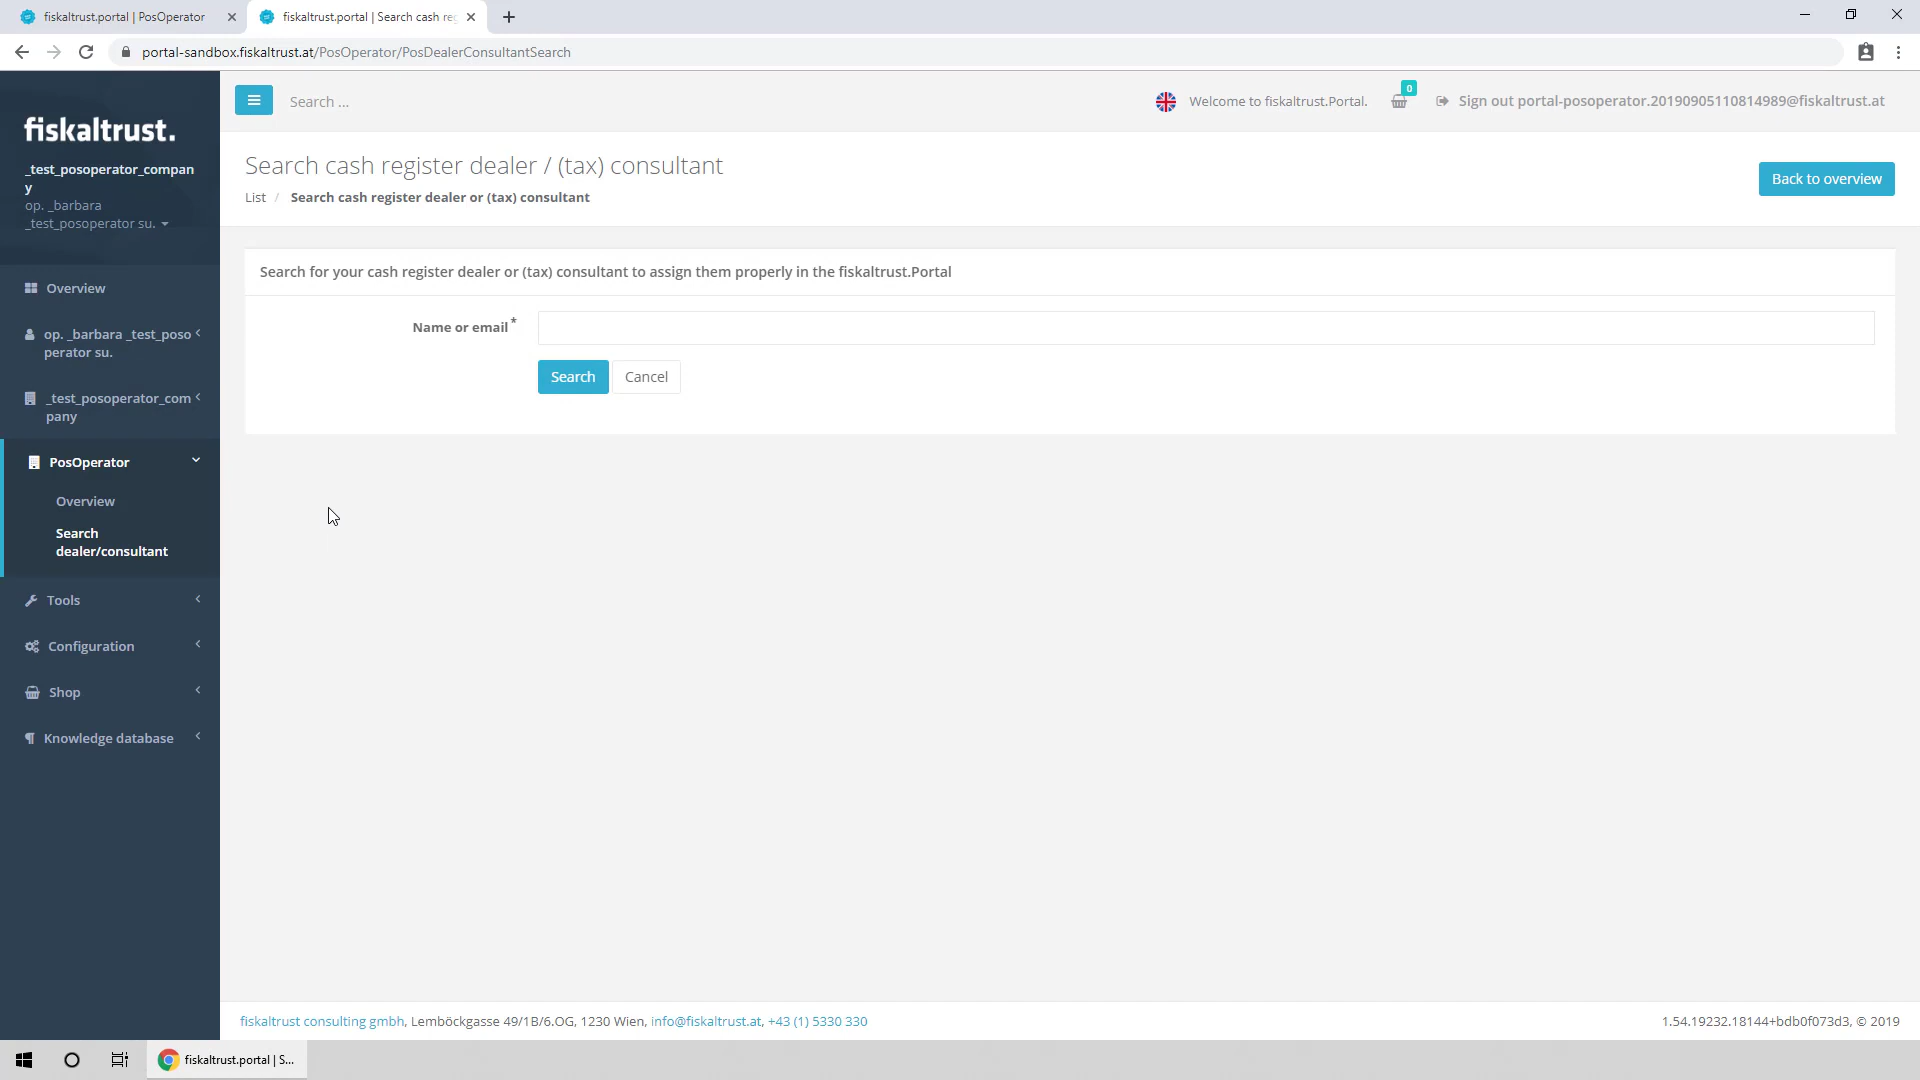 fiskaltrust.portal | PosOperator
fiskaltrust.portal | Search cash reg
portal-sandbox.fiskaltrust.at/PosOperator/PosDealerConsultantSearch
fiskaltrust.
_test_posoperator_compan
y
op. _barbara
_test_posoperator su.
Search ...
Welcome to fiskaltrust.Portal.
0
Sign out portal-posoperator.20190905110814989@fiskaltrust.at
Search cash register dealer / (tax) consultant
List / Search cash register dealer or (tax) consultant
Back to overview
Search for your cash register dealer or (tax) consultant to assign them properly in the fiskaltrust.Portal
Name or email *
Search
Cancel
Overview
op. _barbara _test_poso
perator su.
_test_posoperator_com
pany
PosOperator
Overview
Search
dealer/consultant
Tools
Configuration
Shop
Knowledge database
fiskaltrust consulting gmbh, Lemböckgasse 49/1B/6.OG, 1230 Wien, info@fiskaltrust.at, +43 (1) 5330 330
1.54.19232.18144+bdb0f073d3, © 2019
fiskaltrust.portal | S...